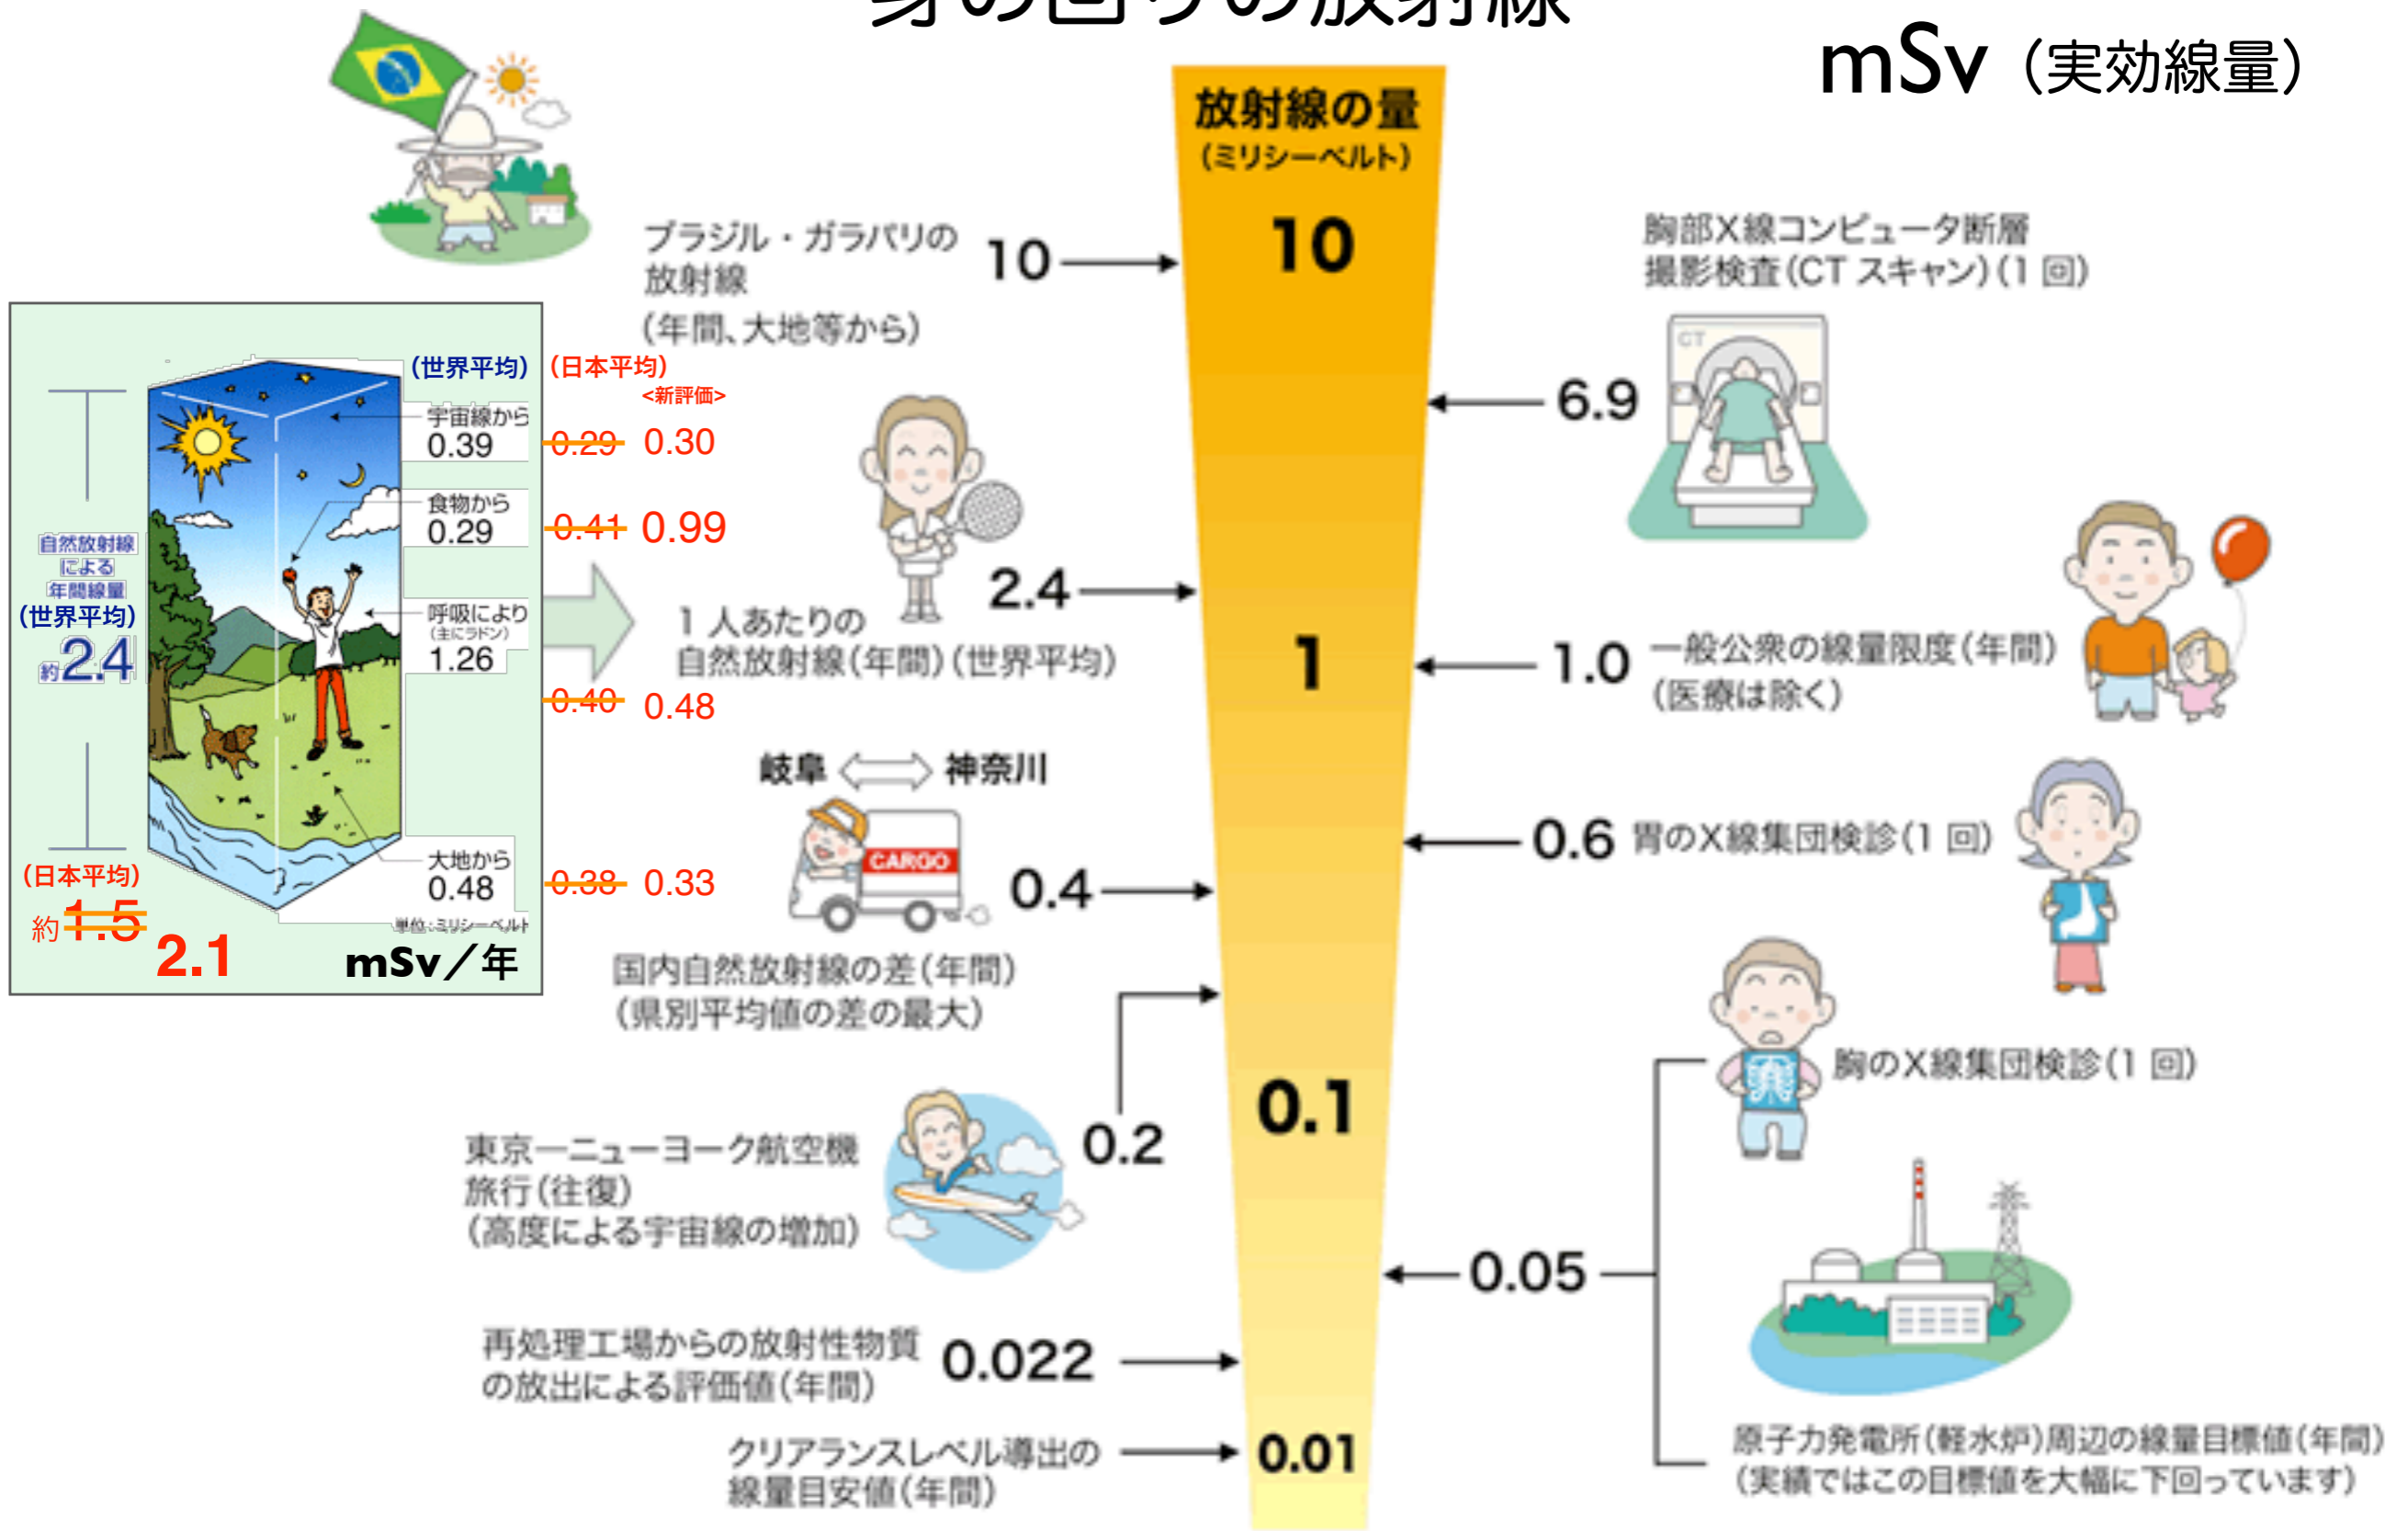 身の回りの放射線
mSv（実効線量）
放射線の量
（ミリシーベルト）
10
1
0.1
0.01
ブラジル・ガラパリの
放射線
（年間、大地等から）
10
（世界平均）
（日本平均）
<新評価>
宇宙線から
0.39
0.29 0.30
食物から
0.29
0.41 0.99
呼吸により
（主にラドン）
1.26
0.40 0.48
大地から
0.48
0.38 0.33
単位：ミリシーベルト
mSv／年
自然放射線
による
年間線量
（世界平均）
約2.4
（日本平均）
約1.5
2.1
1人あたりの
自然放射線（年間）（世界平均）
2.4
岐阜 神奈川
CARGO
0.4
国内自然放射線の差（年間）
（県別平均値の差の最大）
東京―ニューヨーク航空機
旅行（往復）
（高度による宇宙線の増加）
0.2
再処理工場からの放射性物質
の放出による評価値（年間）
0.022
クリアランスレベル導出の
線量目安値（年間）
胸部X線コンピュータ断層
撮影検査（CTスキャン）（1回）
CT
6.9
1.0 一般公衆の線量限度（年間）
（医療は除く）
0.6 胃のX線集団検診（1回）
胸のX線集団検診（1回）
0.05
原子力発電所（軽水炉）周辺の線量目標値（年間）
（実績ではこの目標値を大幅に下回っています）